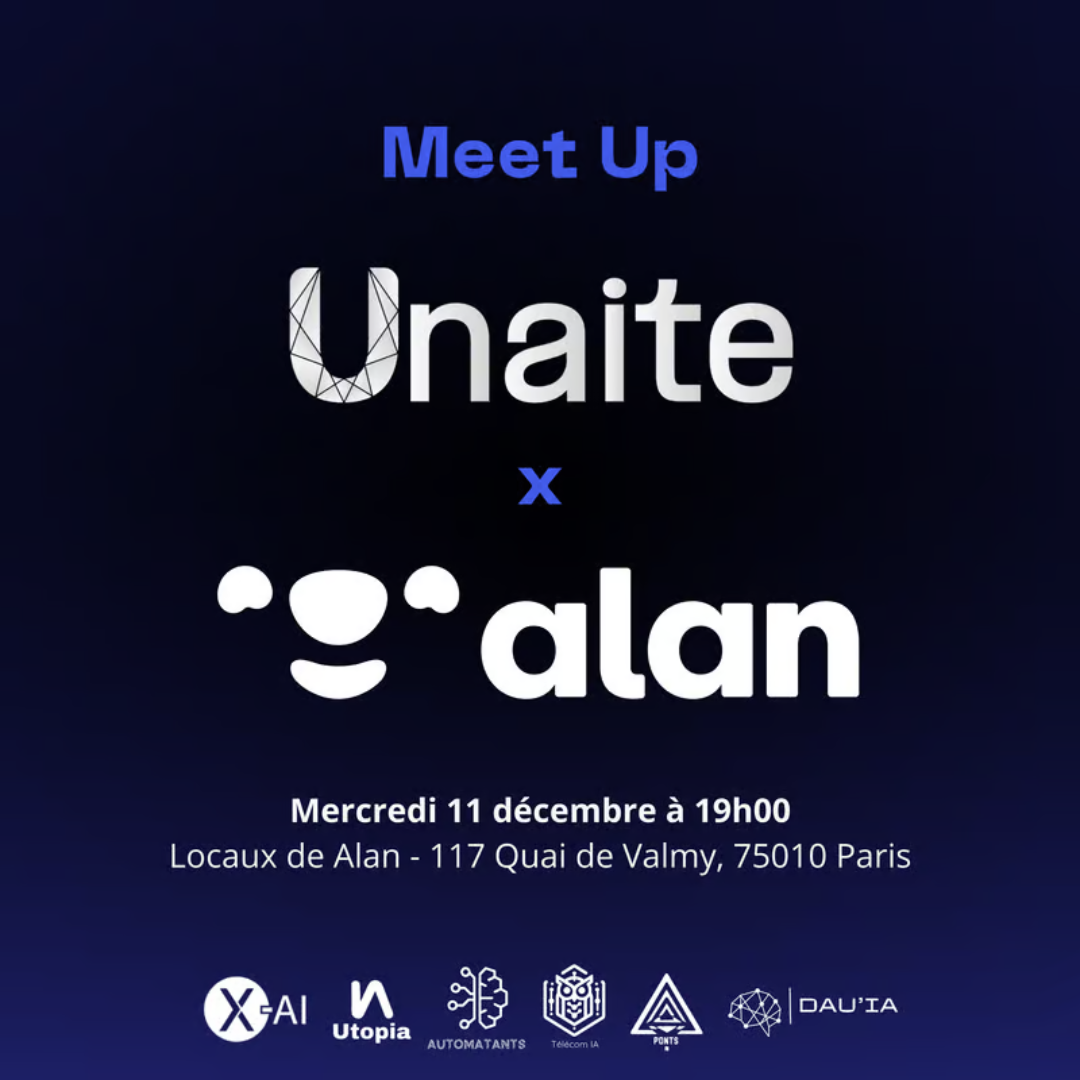 Meet Up
Unaite
x
alan
Mercredi 11 décembre à 19h00
Locaux de Alan - 117 Quai de Valmy, 75010 Paris
X-AI
Utopia
AUTOMATANTS
Télécom IA
PONTS
DAU'IA